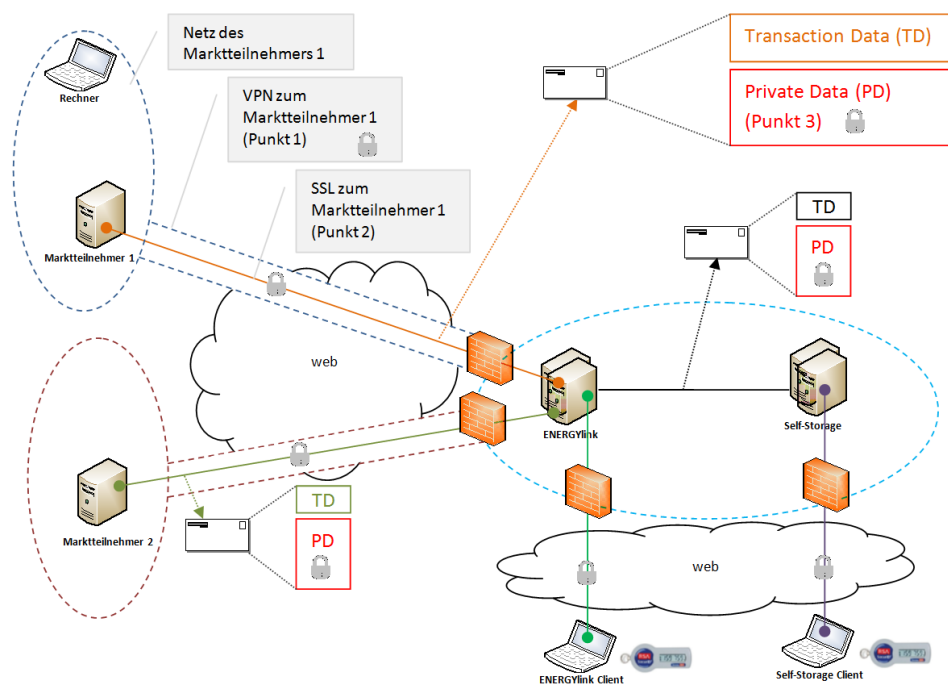 Netz des
Marktteilnehmers 1
Rechner
VPN zum
Marktteilnehmer 1
(Punkt 1)
SSL zum
Marktteilnehmer 1
(Punkt 2)
Transaction Data (TD)
Private Data (PD)
(Punkt 3)
TD
PD
Marktteilnehmer 1
web
ENERGYlink
Self-Storage
Marktteilnehmer 2
TD
PD
web
ENERGYlink Client
Self-Storage Client